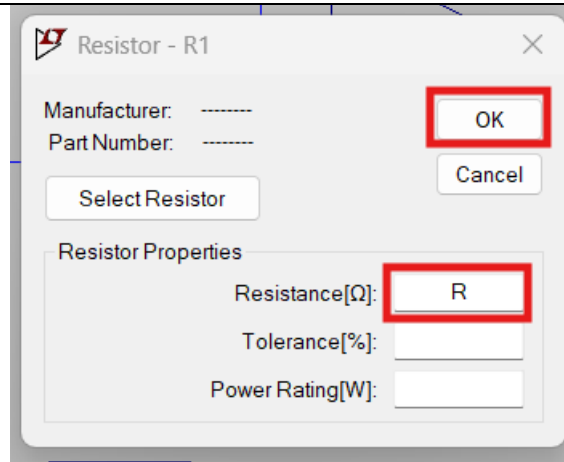 Resistor - R1
Manufacturer: --------
OK
Part Number: --------
Cancel
Select Resistor
Resistor Properties
Resistance[Ω]: R
Tolerance[%]:
Power Rating[W]: